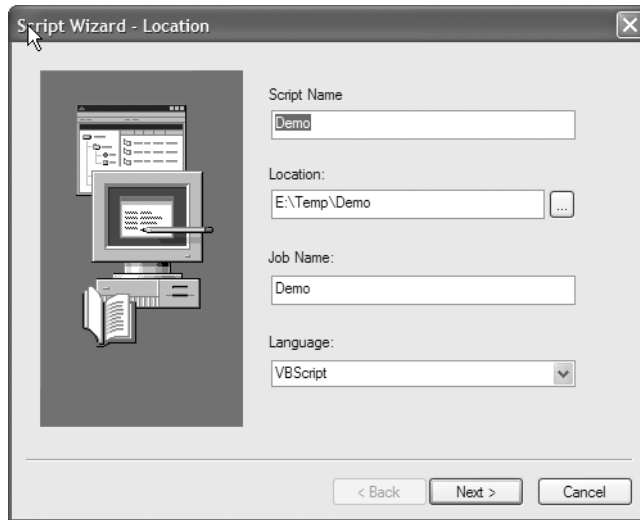 Script Wizard - Location
Script Name
Demo
Location:
E:\Temp\Demo
...
Job Name:
Demo
Language:
VBScript
< Back Next > Cancel